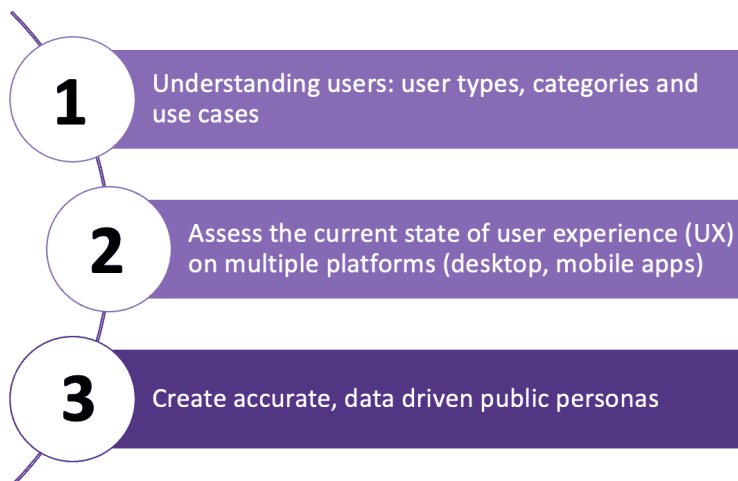 1
Understanding users: user types, categories and
use cases
2
Assess the current state of user experience (UX)
on multiple platforms (desktop, mobile apps)
3
Create accurate, data driven public personas